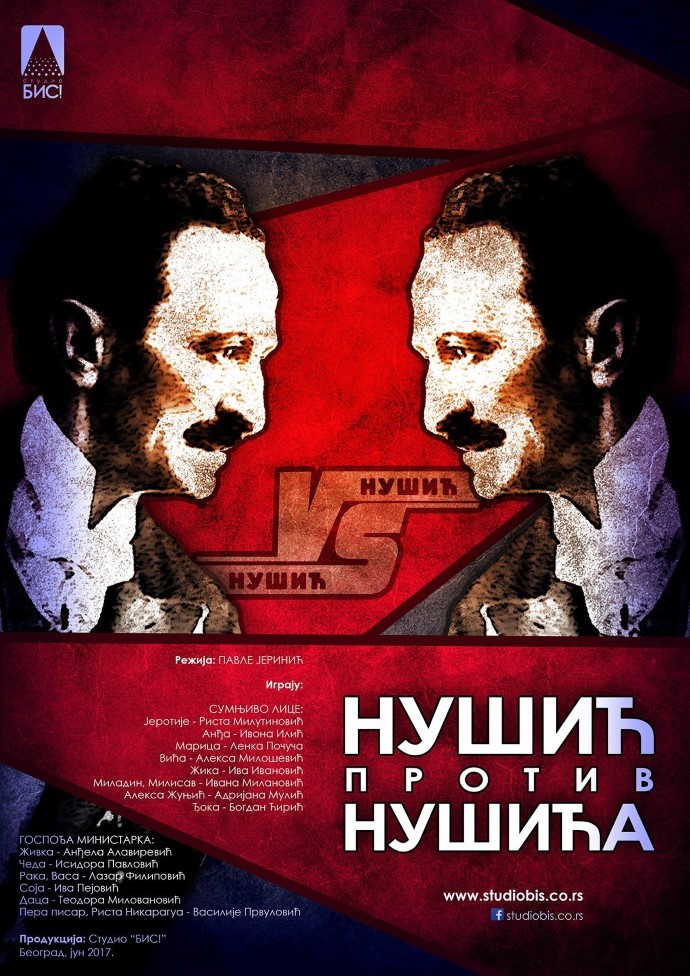 студио
БИС!
НУШИЋ
VS
НУШИЋ
Режија: ПАВЛЕ ЈЕРИНИЋ
Играју:
СУМЊИВО ЛИЦЕ:
Јеротије - Риста Милутиновић
Анђа - Ивона Илић
Марица - Ленка Почуча
Вића - Алекса Милошевић
Жика - Ива Ивановић
Миладин, Милисав - Ивана Милановић
Алекса Жуњић - Адријана Мулић
Ђока - Богдан Ћирић
НУШИЋ
ПРОТИВ
НУШИЋА
ГОСПОЂА МИНИСТАРКА:
Живка - Анђела Алавиревић
Чеда - Исидора Павловић
Рака, Васа - Лазар Филиповић
Соја - Ива Пејовић
Даца - Теодора Миловановић
Пера писар, Риста Никарагуа - Василије Првуловић
Продукција: Студио “БИС!”
Београд, јун 2017.
www.studiobis.co.rs
studiobis.co.rs